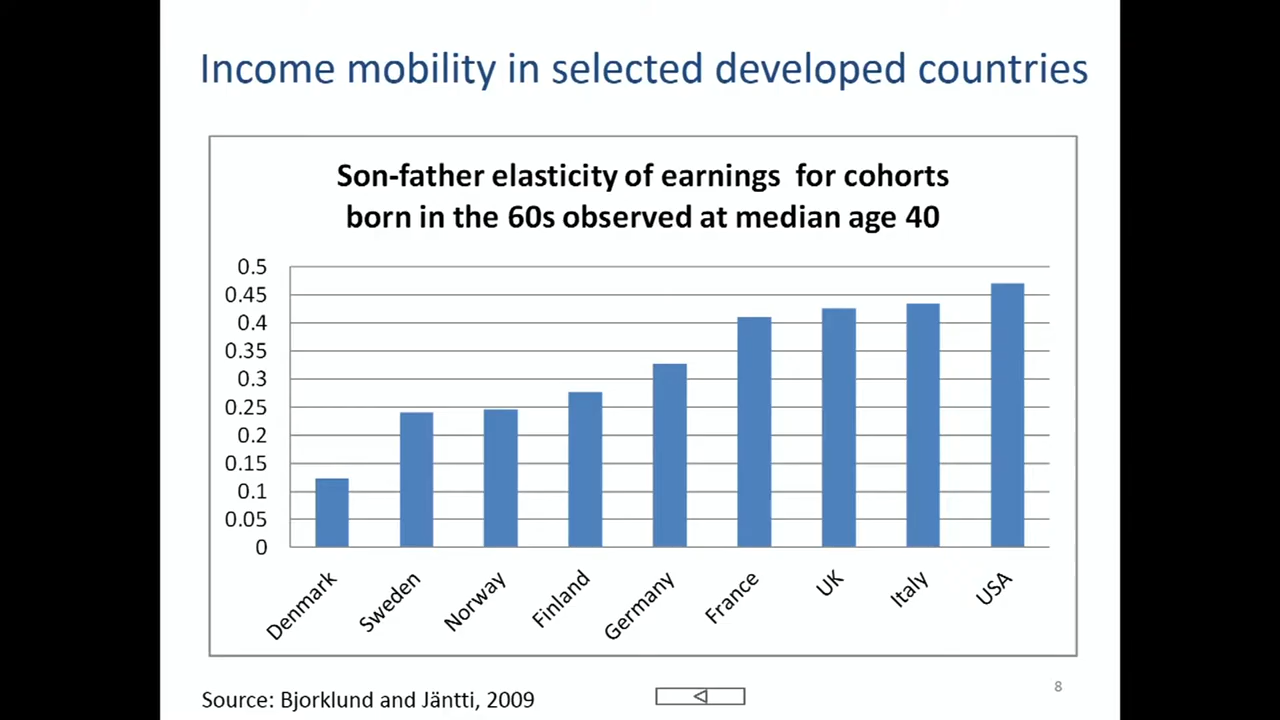 Income mobility in selected developed countries
Son-father elasticity of earnings for cohorts
born in the 60s observed at median age 40
0.5
0.45
0.4
0.35
0.3
0.25
0.2
0.15
0.1
0.05
0
Denmark
Sweden
Norway
Finland
Germany
France
UK
Italy
USA
Source: Bjorklund and Jäntti, 2009
8